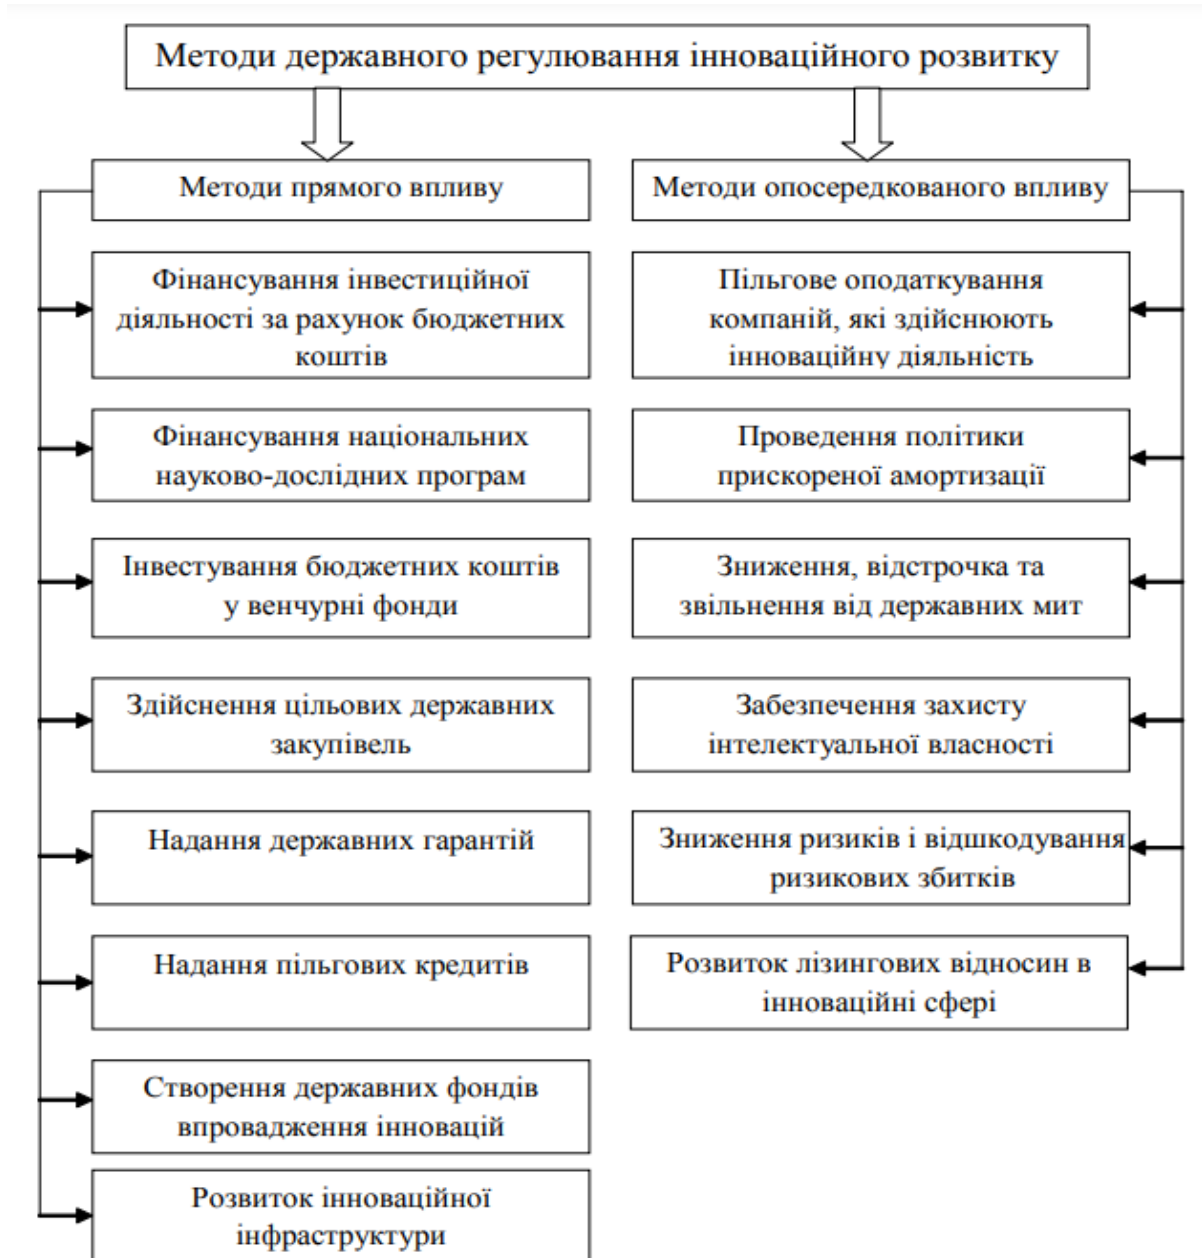 Методи державного регулювання інноваційного розвитку
Методи прямого впливу
Фінансування інвестиційної
діяльності за рахунок бюджетних
коштів
Фінансування національних
науково-дослідних програм
Інвестування бюджетних коштів
у венчурні фонди
Здійснення цільових державних
закупівель
Надання державних гарантій
Надання пільгових кредитів
Створення державних фондів
впровадження інновацій
Розвиток інноваційної
інфраструктури
Методи опосередкованого впливу
Пільгове оподаткування
компаній, які здійснюють
інноваційну діяльність
Проведення політики
прискореної амортизації
Зниження, відстрочка та
звільнення від державних мит
Забезпечення захисту
інтелектуальної власності
Зниження ризиків і відшкодування
ризикових збитків
Розвиток лізингових відносин в
інноваційні сфері